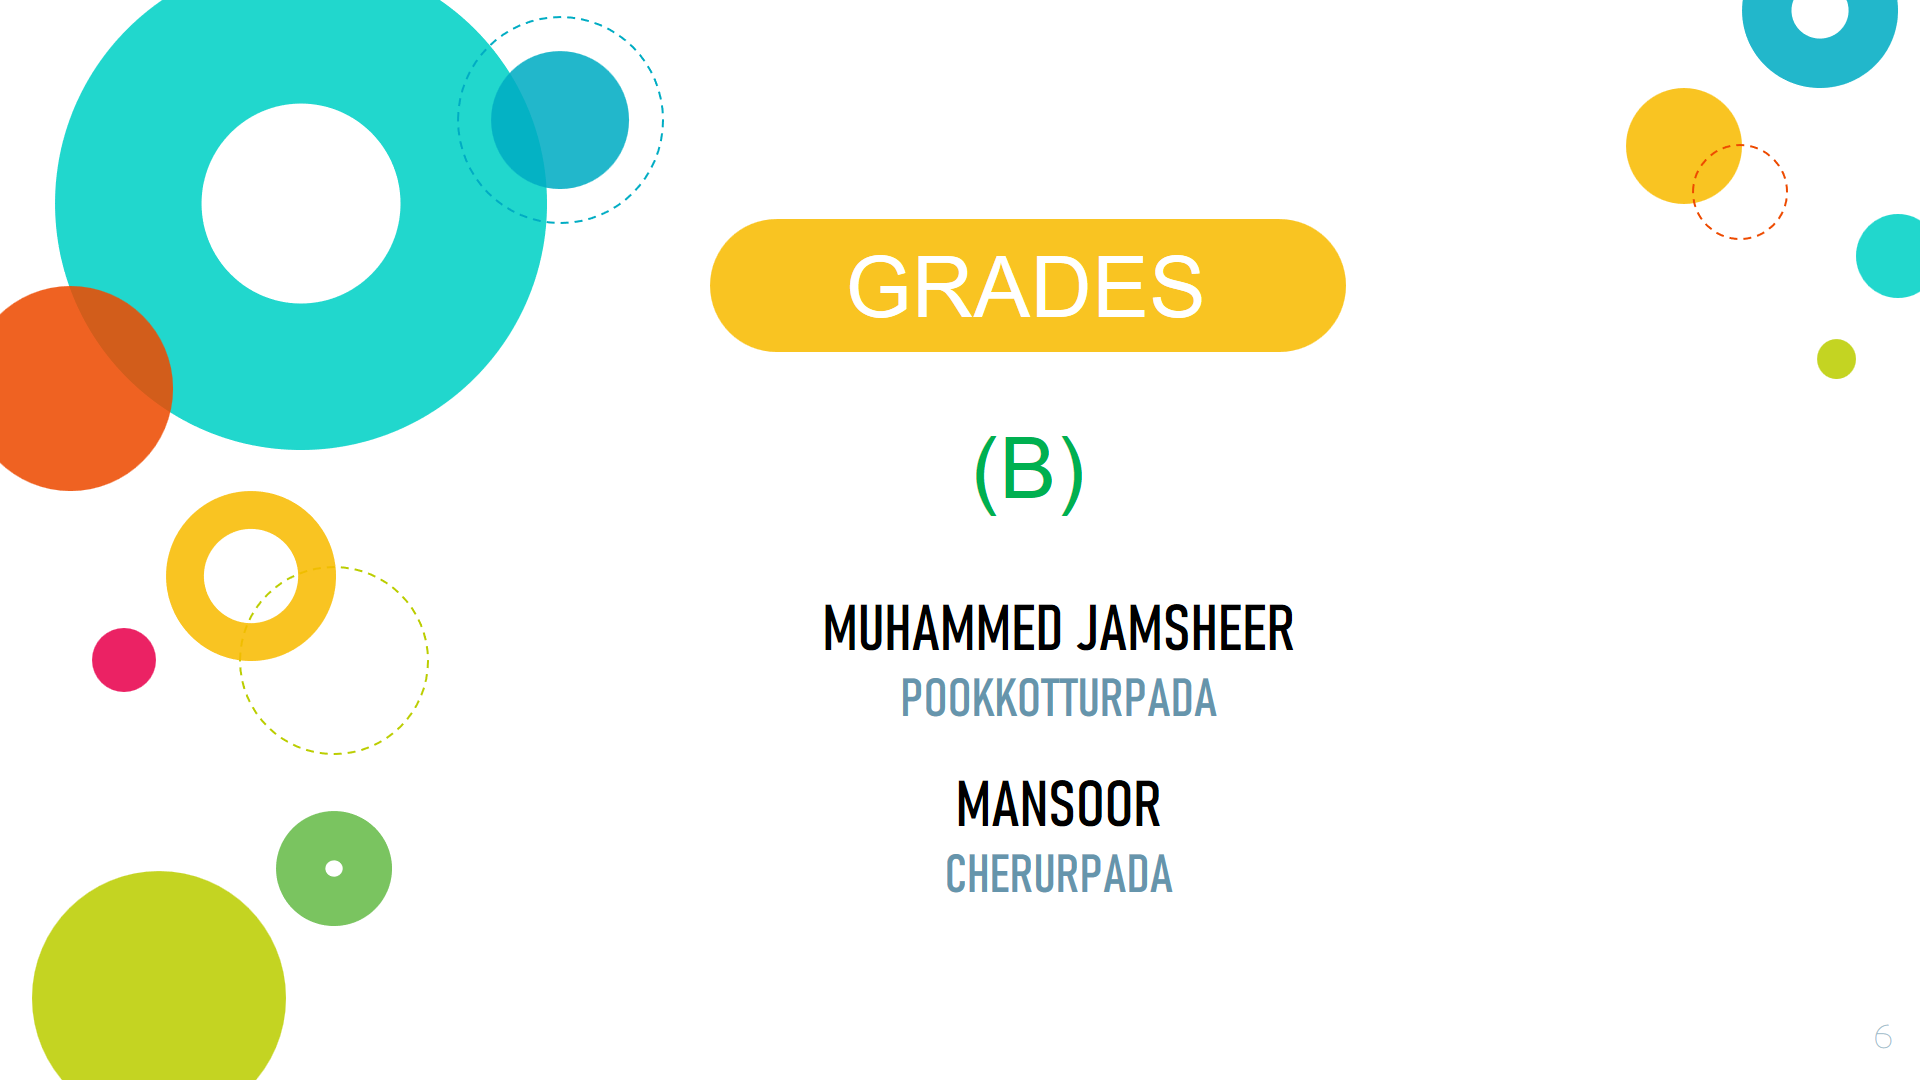 GRADES
(B)
MUHAMMED JAMSHEER
POOKKOTTURPADA
MANSOOR
CHERURPADA
6